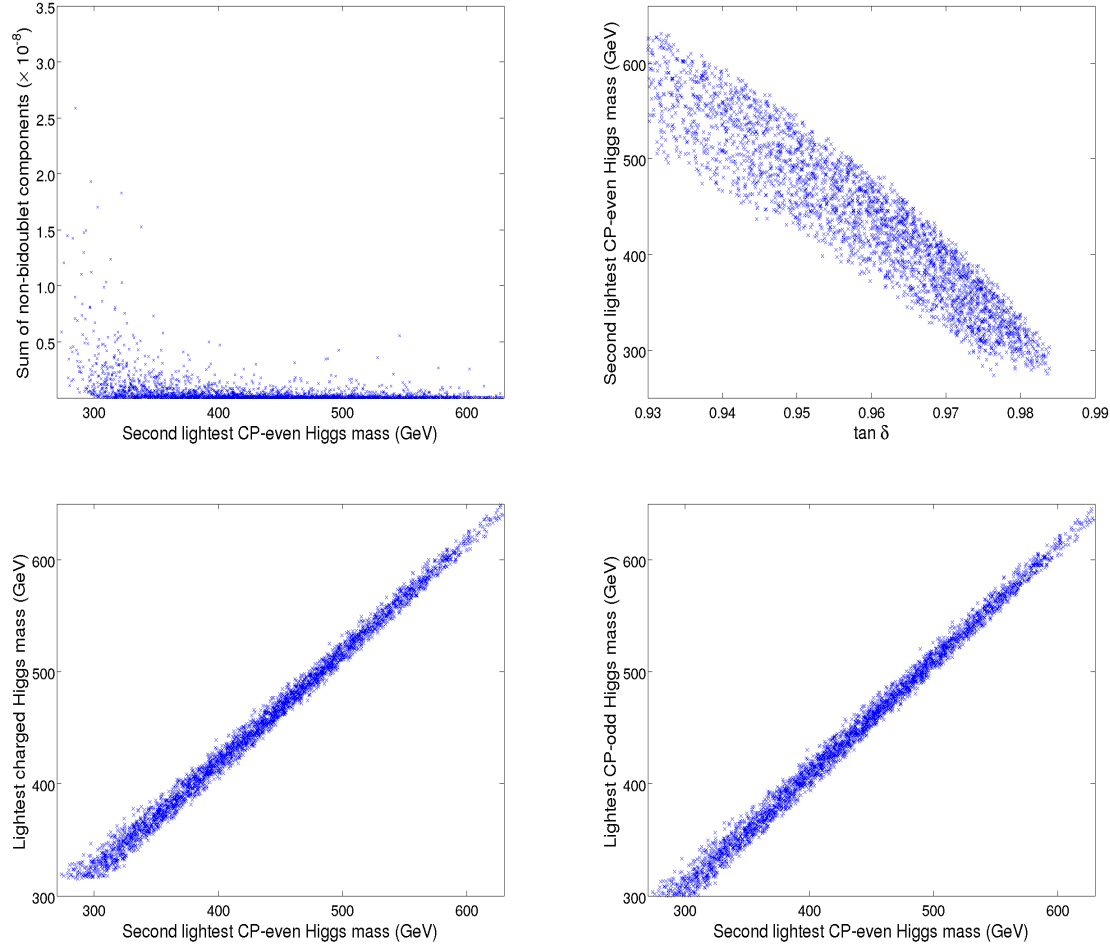 3.5
3.0
2.5
2.0
1.5
1.0
0.5
Sum of non-bidoublet components (× 10⁻⁸)
300 400 500 600
Second lightest CP-even Higgs mass (GeV)
600
500
400
300
Second lightest CP-even Higgs mass (GeV)
0.93 0.94 0.95 0.96 0.97 0.98 0.99
tan δ
600
500
400
300
Lightest charged Higgs mass (GeV)
300 400 500 600
Second lightest CP-even Higgs mass (GeV)
600
500
400
300
Lightest CP-odd Higgs mass (GeV)
300 400 500 600
Second lightest CP-even Higgs mass (GeV)